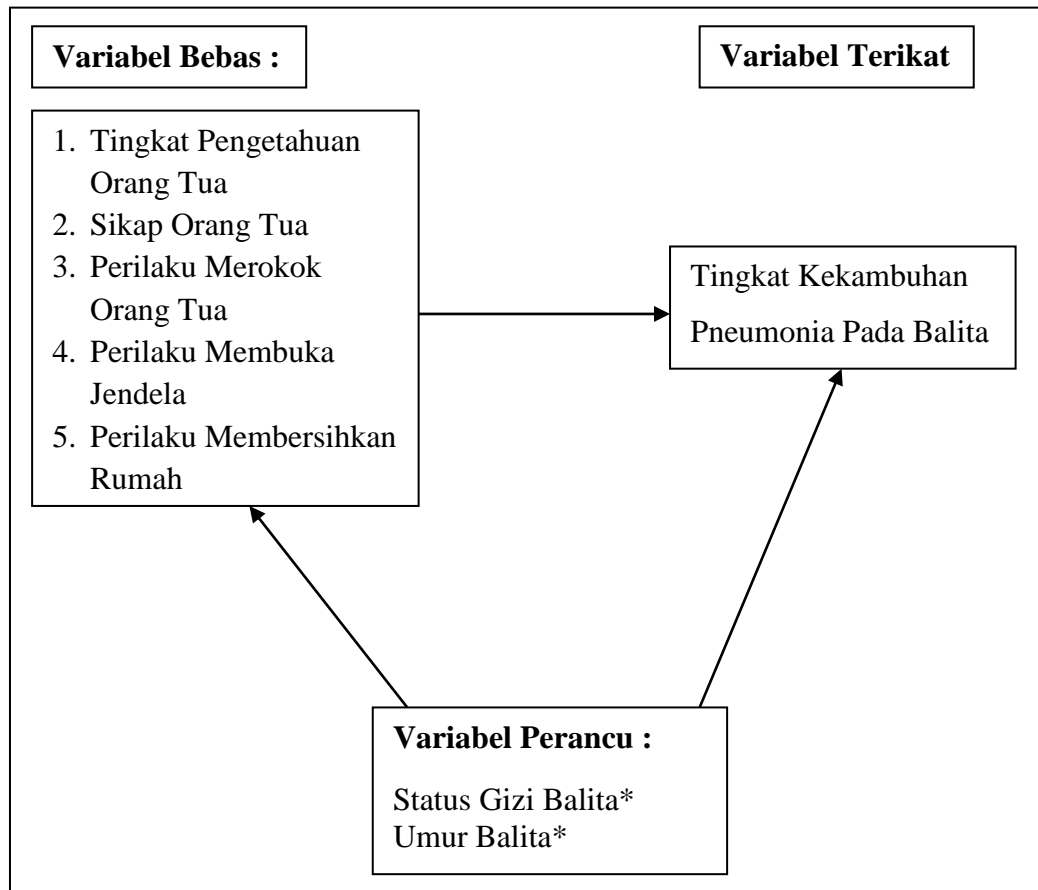 Variabel Bebas :
Variabel Terikat
1. Tingkat Pengetahuan
Orang Tua
2. Sikap Orang Tua
3. Perilaku Merokok
Orang Tua
4. Perilaku Membuka
Jendela
5. Perilaku Membersihkan
Rumah
Tingkat Kekambuhan
Pneumonia Pada Balita
Variabel Perancu :
Status Gizi Balita*
Umur Balita*